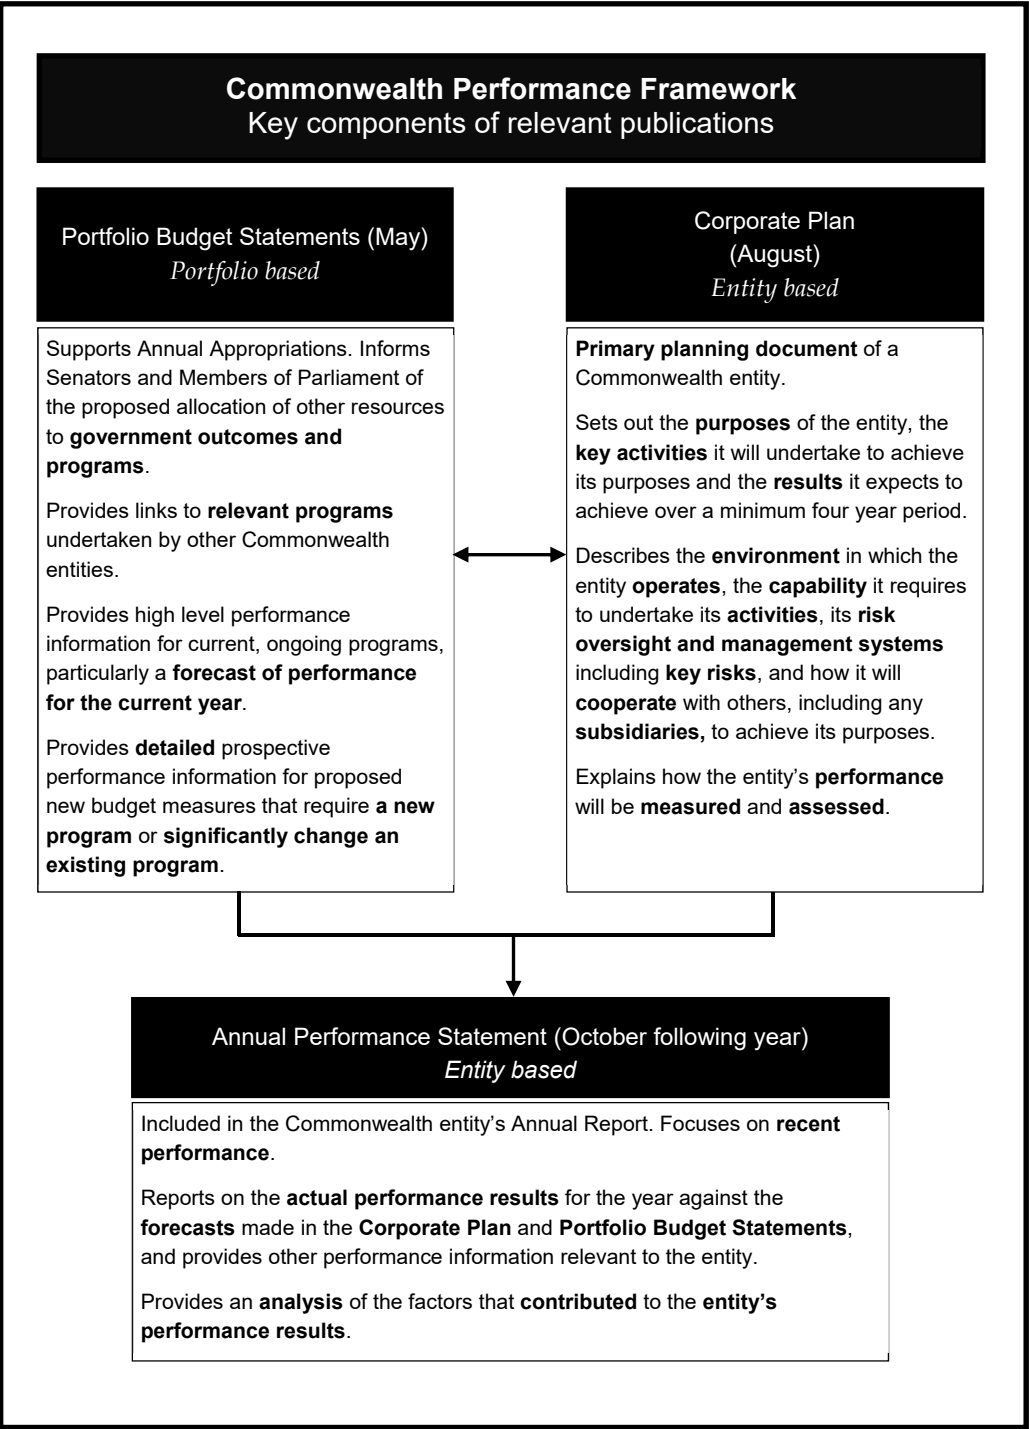 Commonwealth Performance Framework
Key components of relevant publications
Portfolio Budget Statements (May)
Portfolio based
Supports Annual Appropriations. Informs
Senators and Members of Parliament of
the proposed allocation of other resources
to government outcomes and
programs.
Provides links to relevant programs
undertaken by other Commonwealth
entities.
Provides high level performance
information for current, ongoing programs,
particularly a forecast of performance
for the current year.
Provides detailed prospective
performance information for proposed
new budget measures that require a new
program or significantly change an
existing program.
Corporate Plan
(August)
Entity based
Primary planning document of a
Commonwealth entity.
Sets out the purposes of the entity, the
key activities it will undertake to achieve
its purposes and the results it expects to
achieve over a minimum four year period.
Describes the environment in which the
entity operates, the capability it requires
to undertake its activities, its risk
oversight and management systems
including key risks, and how it will
cooperate with others, including any
subsidiaries, to achieve its purposes.
Explains how the entity’s performance
will be measured and assessed.
Annual Performance Statement (October following year)
Entity based
Included in the Commonwealth entity’s Annual Report. Focuses on recent
performance.
Reports on the actual performance results for the year against the
forecasts made in the Corporate Plan and Portfolio Budget Statements,
and provides other performance information relevant to the entity.
Provides an analysis of the factors that contributed to the entity’s
performance results.